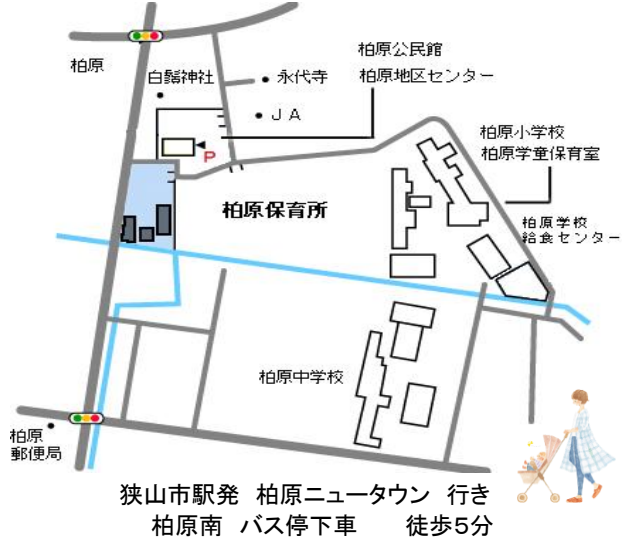 柏原
白鬚神社
永代寺
ＪＡ
柏原公民館
柏原地区センター
P
柏原小学校
柏原学童保育室
柏原保育所
柏原学校
給食センター
柏原中学校
柏原
郵便局
狭山市駅発　柏原ニュータウン　行き
柏原南　バス停下車　　徒歩５分